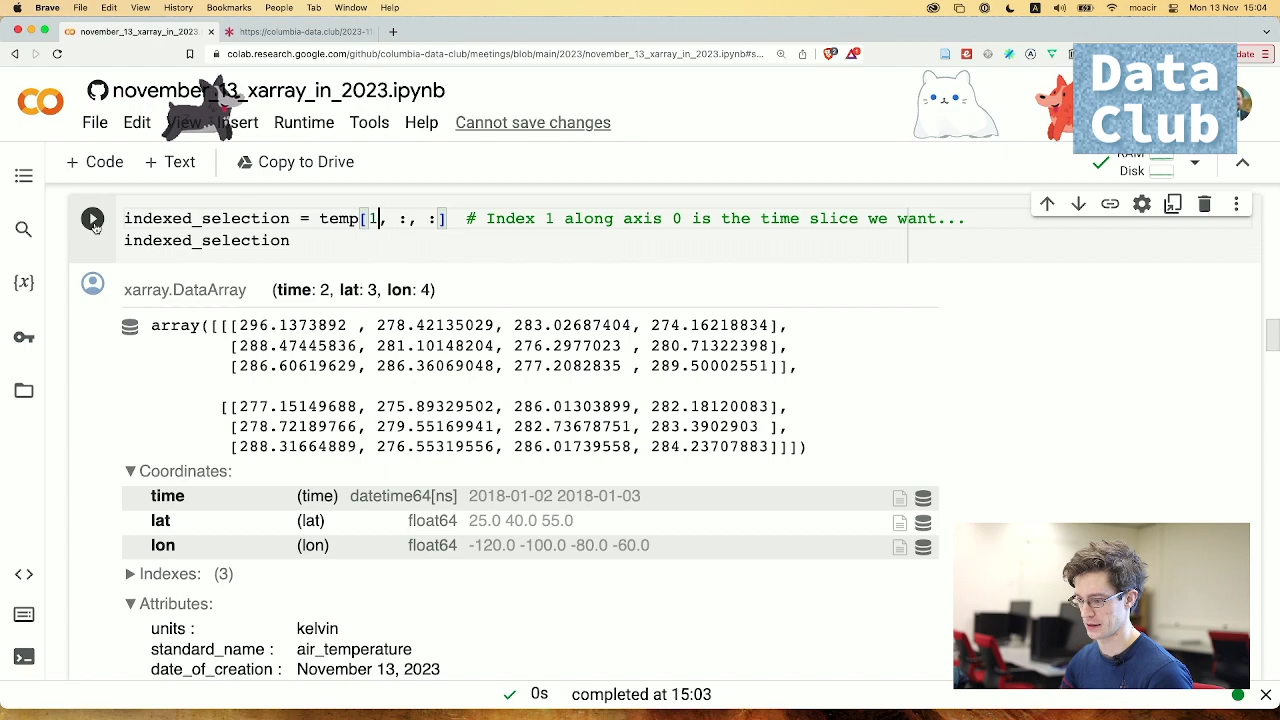 Brave File Edit View History Bookmarks People Tab Window Help moacir Mon 13 Nov 15:04
november_13_xarray_in_2023. https://columbia-data-club/2023-11
colab.research.google.com/github/columbia-data-club/meetings/blob/main/2023/november_13_xarray_in_2023.ipynb#s...
Data
Club
november_13_xarray_in_2023.ipynb
File Edit View Insert Runtime Tools Help Cannot save changes
+ Code + Text Copy to Drive
RAM
Disk
indexed_selection = temp[1, :, :] # Index 1 along axis 0 is the time slice we want...
indexed_selection
xarray.DataArray (time: 2, lat: 3, lon: 4)
array([[[296.1373892 , 278.42135029, 283.02687404, 274.16218834],
[288.47445836, 281.10148204, 276.2977023 , 280.71322398],
[286.60619629, 286.36069048, 277.2082835 , 289.50002551]],
[[277.15149688, 275.89329502, 286.01303899, 282.18120083],
[278.72189766, 279.55169941, 282.73678751, 283.3902903 ],
[288.31664889, 276.55319556, 286.01739558, 284.23707883]]])
Coordinates:
time (time) datetime64[ns] 2018-01-02 2018-01-03
lat (lat) float64 25.0 40.0 55.0
lon (lon) float64 -120.0 -100.0 -80.0 -60.0
Indexes: (3)
Attributes:
units : kelvin
standard_name : air_temperature
date_of_creation : November 13, 2023
0s completed at 15:03